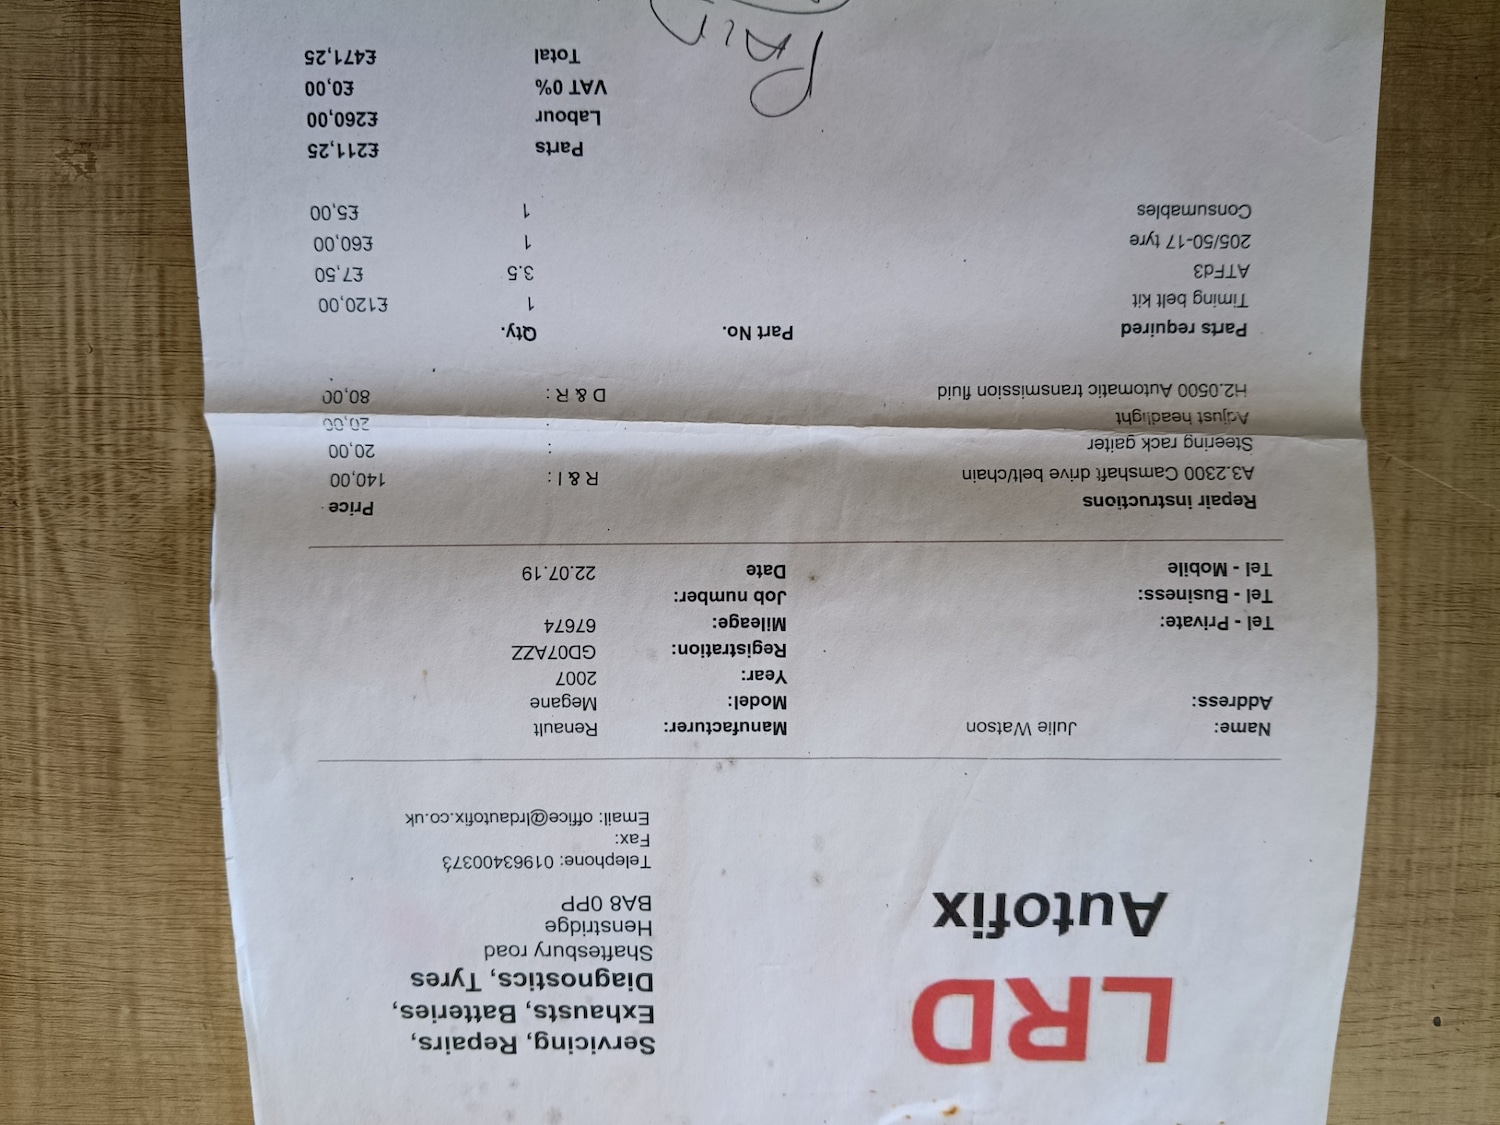 LRD
Autofix
Servicing, Repairs,
Exhausts, Batteries,
Diagnostics, Tyres
Shaftesbury road
Henstridge
BA8 0PP
Telephone: 01963400373
Fax:
Email: office@lrdautofix.co.uk
Name: Julie Watson Manufacturer: Renault
Address: Model: Megane
Year: 2007
Registration: GD07AZZ
Tel - Private: Mileage: 67674
Tel - Business: Job number:
Tel - Mobile Date 22.07.19
Repair instructions Price
A3.2300 Camshaft drive belt/chain R & I : 140,00
Steering rack gaiter : 20,00
Adjust headlight : 20,00
H2.0500 Automatic transmission fluid D & R : 80,00
Parts required Part No. Qty.
Timing belt kit 1 £120,00
ATFd3 3.5 £7,50
205/50-17 tyre 1 £60,00
Consumables 1 £5,00
Parts £211,25
Labour £260,00
VAT 0% £0,00
Total £471,25
PAID